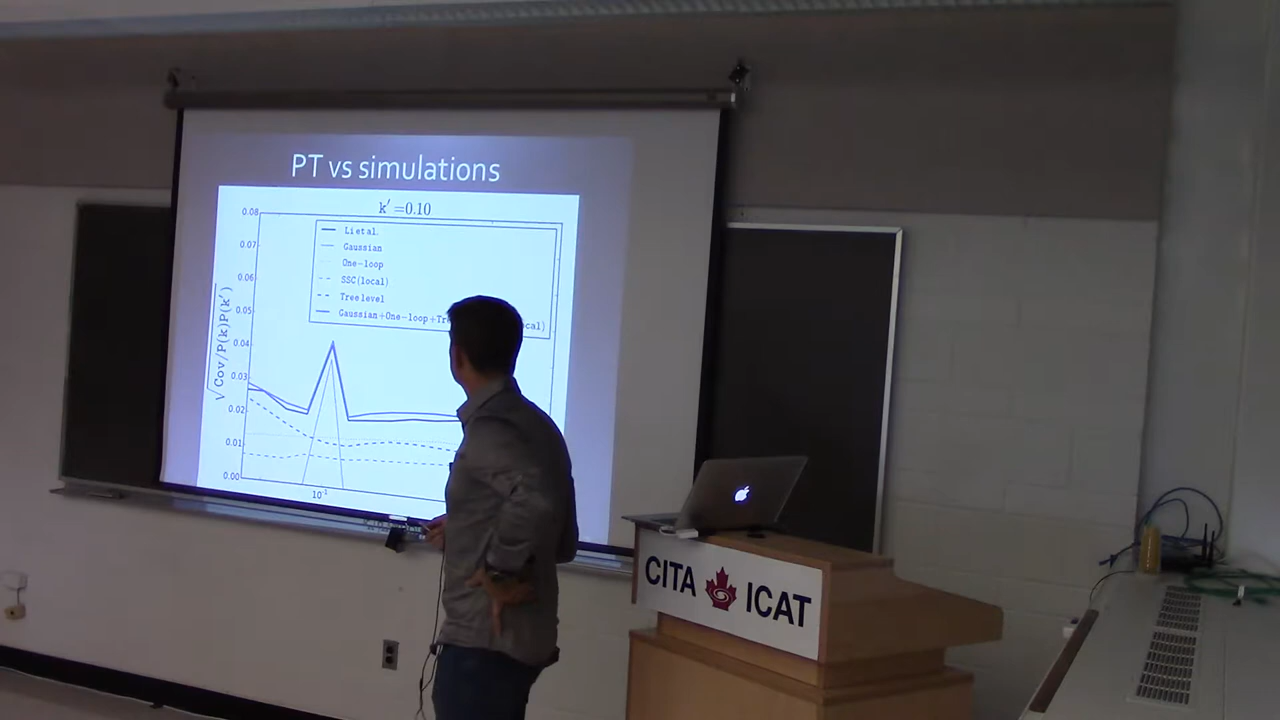 PT vs simulations
k′=0.10
Li et al.
Gaussian
One-loop
SSC(local)
Tree level
Gaussian+One-loop+Tr
cal)
√Cov/P(k)P(k′)
0.08
0.07
0.06
0.05
0.04
0.03
0.02
0.01
0.00
10⁻¹
CITA ICAT